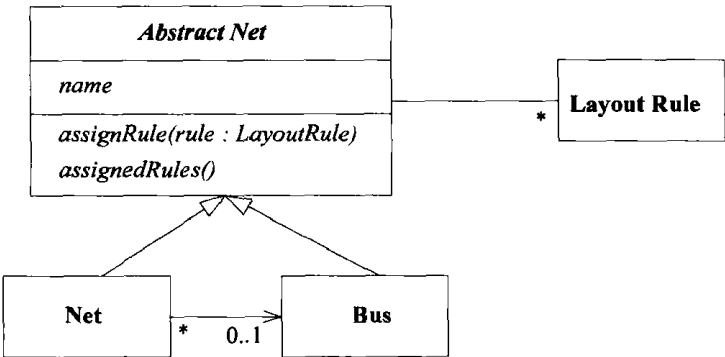 Abstract Net
name
Layout Rule
*
assignRule(rule : LayoutRule)
assignedRules()
Net
Bus
*
0..1